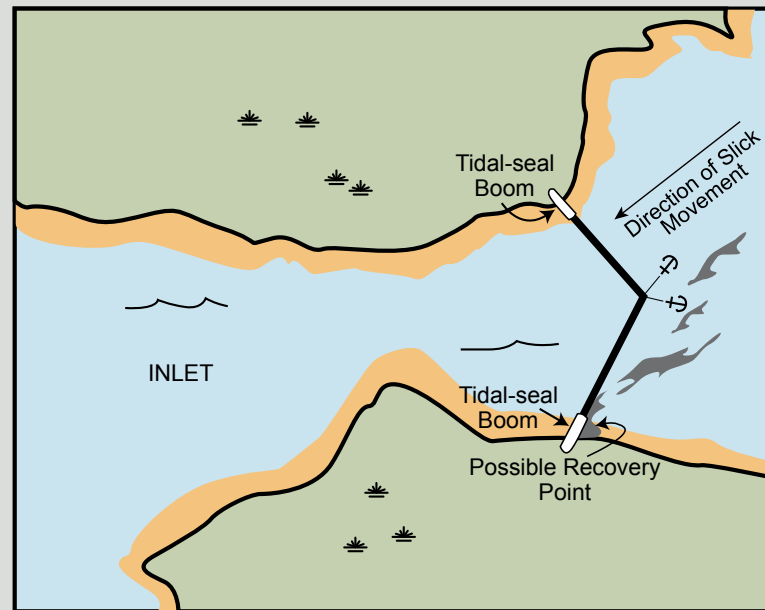 Tidal-seal
Boom
Direction of Slick
Movement
INLET
Tidal-seal
Boom
Possible Recovery
Point